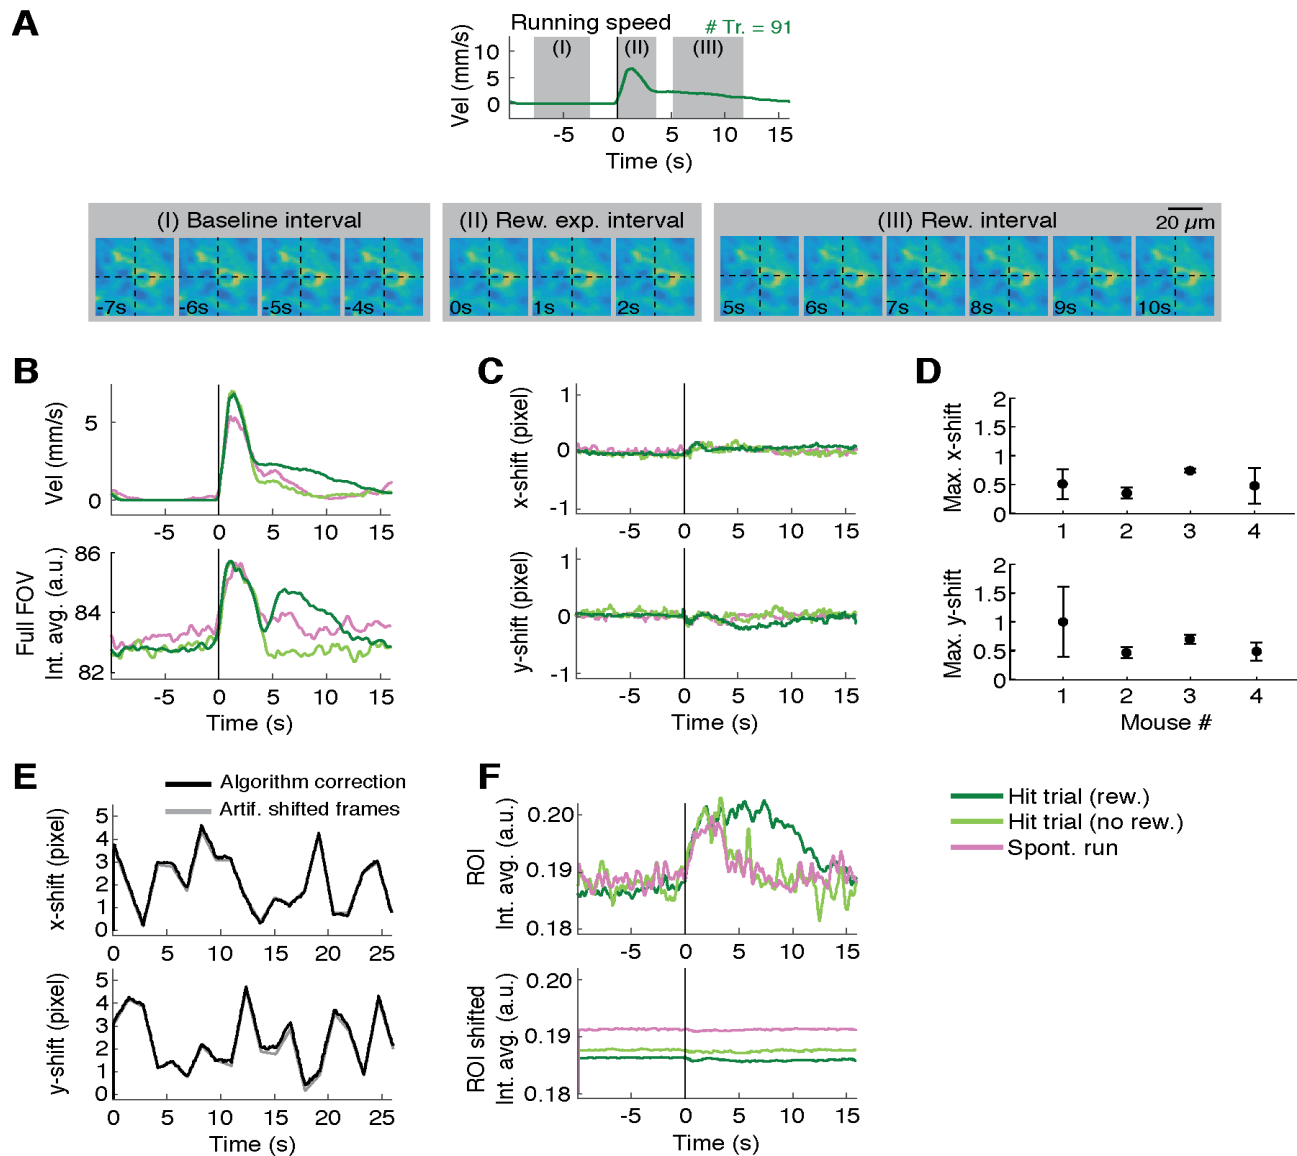 A
Running speed
# Tr. = 91
(I) (II) (III)
Vel (mm/s)
10
5
0
-5 0 5 10 15
Time (s)
(I) Baseline interval
-7s -6s -5s -4s
(II) Rew. exp. interval
0s 1s 2s
(III) Rew. interval
20 µm
5s 6s 7s 8s 9s 10s
B
Vel (mm/s)
5
0
-5 0 5 10 15
Full FOV
Int. avg. (a.u.)
86
84
82
-5 0 5 10 15
Time (s)
C
x-shift (pixel)
1
0
-1
-5 0 5 10 15
y-shift (pixel)
1
0
-1
-5 0 5 10 15
Time (s)
D
Max. x-shift
2
1.5
1
0.5
0
1 2 3 4
Max. y-shift
2
1.5
1
0.5
0
1 2 3 4
Mouse #
E
Algorithm correction
Artif. shifted frames
x-shift (pixel)
5
4
3
2
1
0
0 5 10 15 20 25
y-shift (pixel)
5
4
3
2
1
0
0 5 10 15 20 25
Time (s)
F
ROI
Int. avg. (a.u.)
0.20
0.19
0.18
-5 0 5 10 15
ROI shifted
Int. avg. (a.u.)
0.20
0.19
0.18
-5 0 5 10 15
Time (s)
Hit trial (rew.)
Hit trial (no rew.)
Spont. run